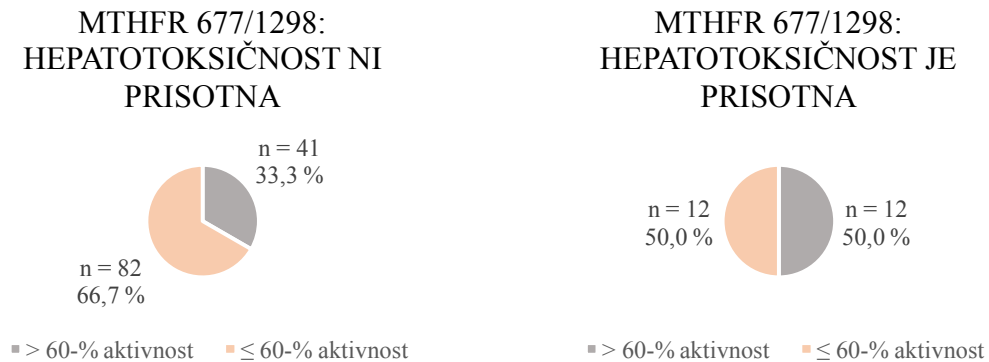 MTHFR 677/1298:
HEPATOTOKSIČNOST NI
PRISOTNA
n = 41
33,3 %
n = 82
66,7 %
> 60-% aktivnost ≤ 60-% aktivnost
MTHFR 677/1298:
HEPATOTOKSIČNOST JE
PRISOTNA
n = 12
50,0 %
n = 12
50,0 %
> 60-% aktivnost ≤ 60-% aktivnost